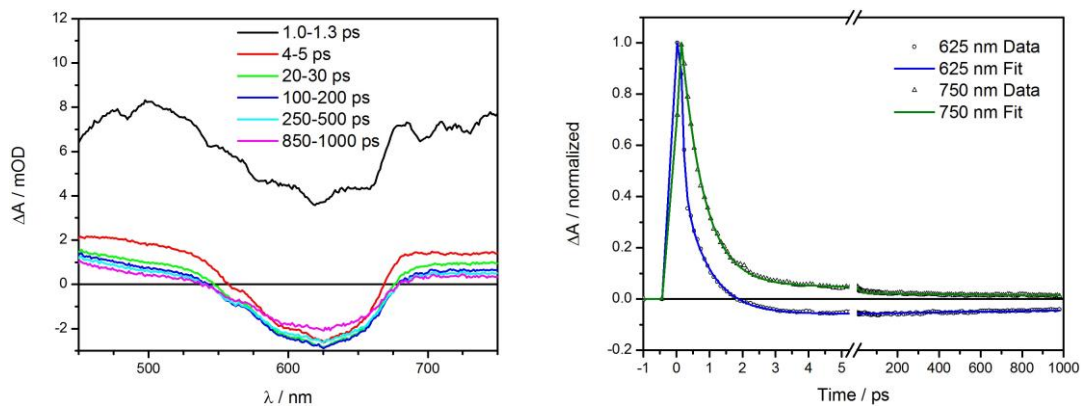 12
10
8
6
4
2
0
-2
ΔA / mOD
1.0-1.3 ps
4-5 ps
20-30 ps
100-200 ps
250-500 ps
850-1000 ps
500 600 700
λ / nm
1.0
0.8
0.6
0.4
0.2
0.0
-0.2
ΔA / normalized
625 nm Data
625 nm Fit
750 nm Data
750 nm Fit
-1 0 1 2 3 4 5 200 400 600 800 1000
Time / ps